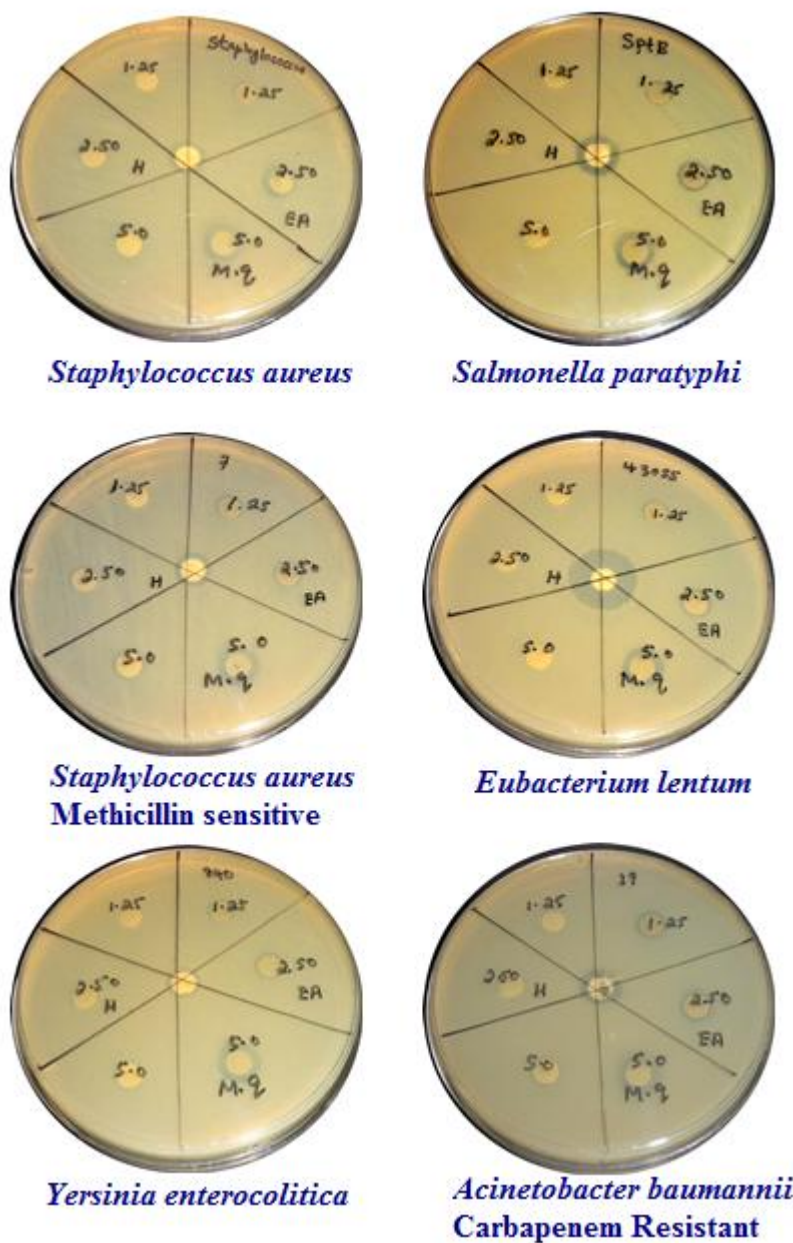 Staphylococcus
1.25
1.25
2.50
H
2.50
EA
5.0
5.0
M.q
Staphylococcus aureus
SptB
1.25
1.25
2.50
H
2.50
EA
5.0
5.0
M.q
Salmonella paratyphi
7
1.25
1.25
2.50
H
2.50
EA
5.0
5.0
M.q
Staphylococcus aureus
Methicillin sensitive
43055
1.25
1.25
2.50
H
2.50
EA
5.0
5.0
M.q
Eubacterium lentum
1.25
1.25
2.50
H
2.50
EA
5.0
5.0
M.q
Yersinia enterocolitica
1.25
1.25
2.50
H
2.50
EA
5.0
5.0
M.q
Acinetobacter baumannii
Carbapenem Resistant